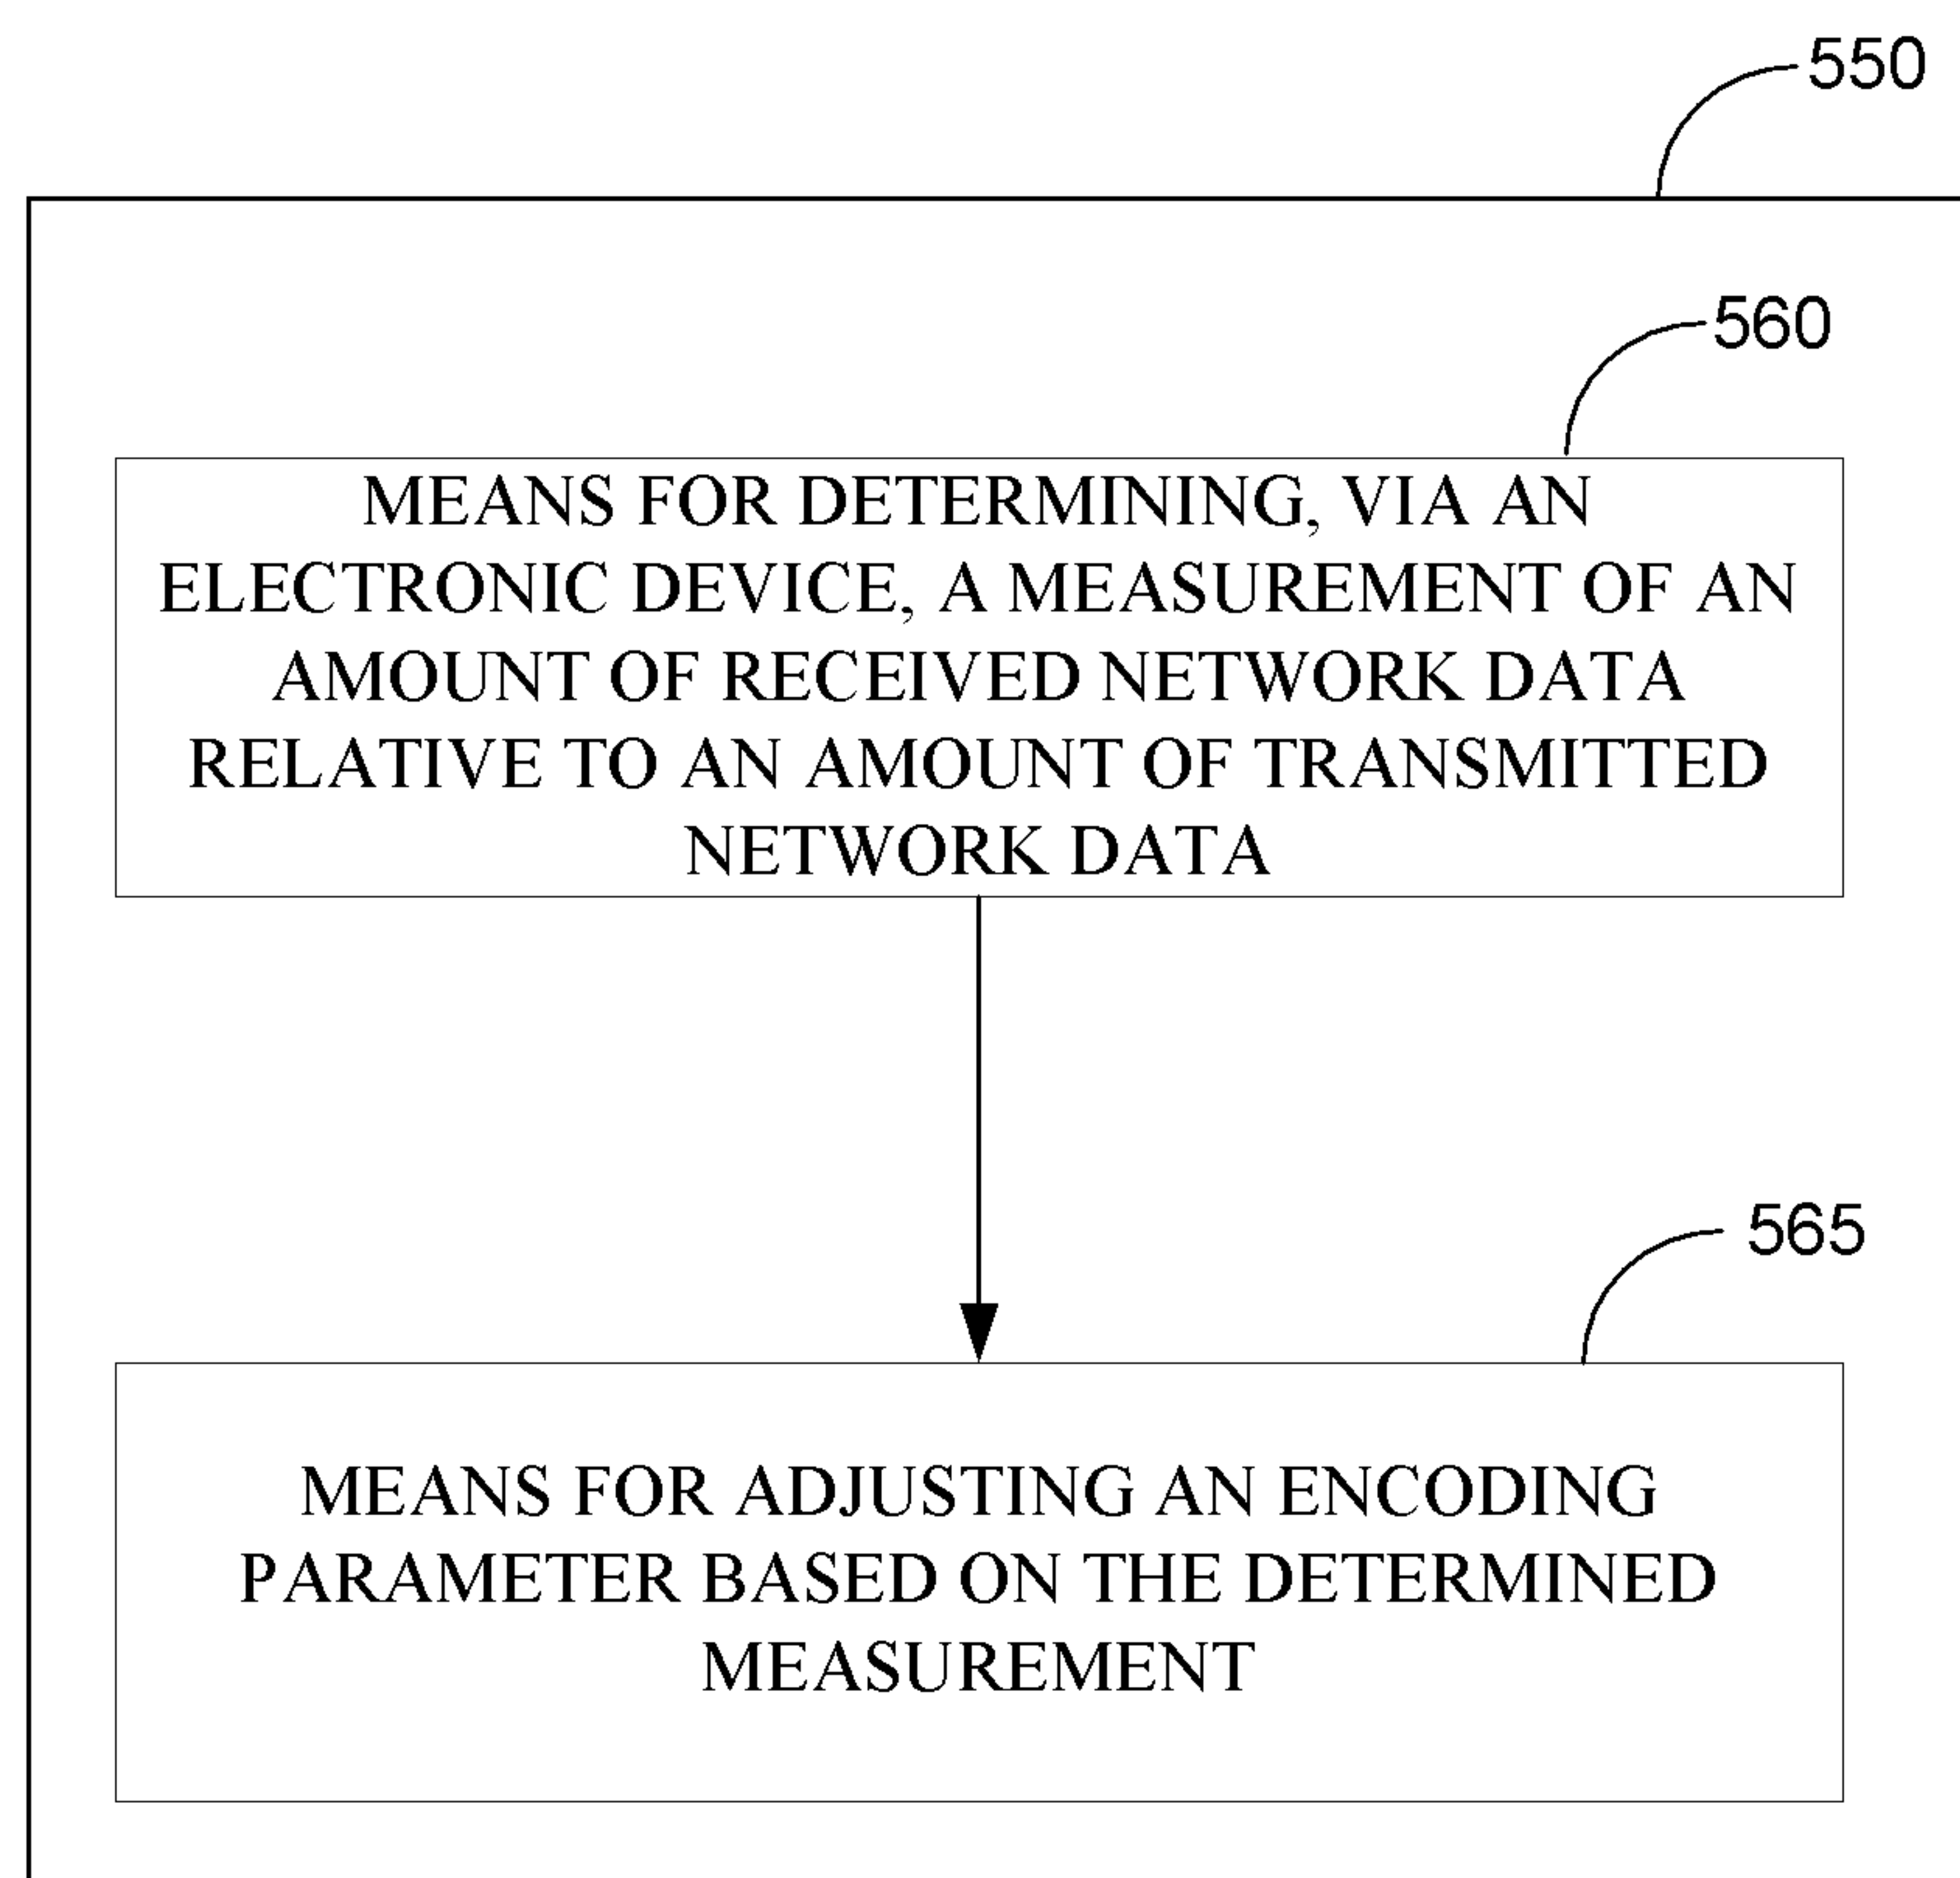 550
560
MEANS FOR DETERMINING, VIA AN
ELECTRONIC DEVICE, A MEASUREMENT OF AN
AMOUNT OF RECEIVED NETWORK DATA
RELATIVE TO AN AMOUNT OF TRANSMITTED
NETWORK DATA
565
MEANS FOR ADJUSTING AN ENCODING
PARAMETER BASED ON THE DETERMINED
MEASUREMENT